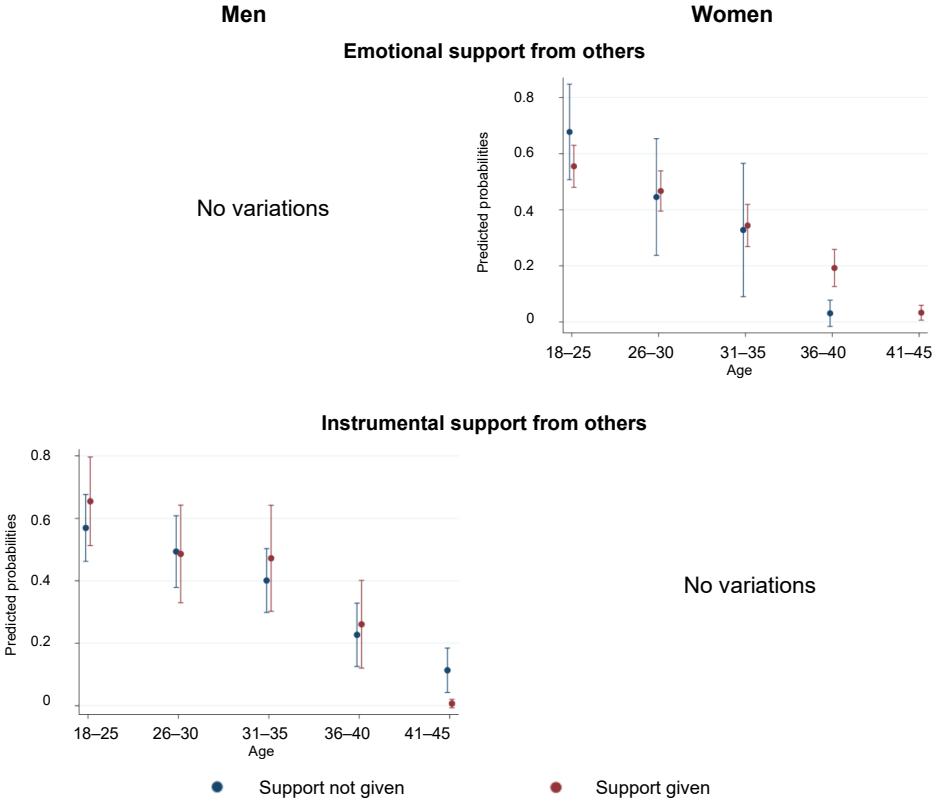 Men
Women
Emotional support from others
No variations
Predicted probabilities
0.8
0.6
0.4
0.2
0
18–25 26–30 31–35 36–40 41–45
Age
Instrumental support from others
Predicted probabilities
0.8
0.6
0.4
0.2
0
18–25 26–30 31–35 36–40 41–45
Age
No variations
Support not given
Support given